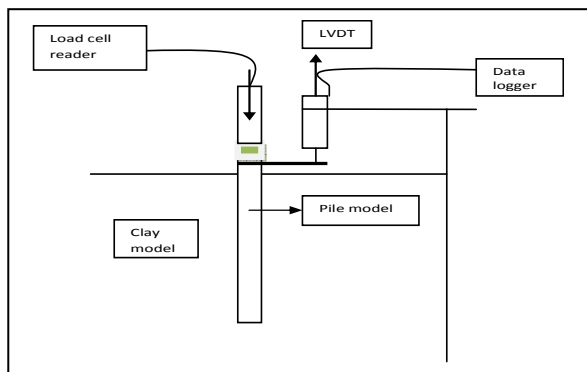 Load cell
reader
LVDT
Data
logger
Pile model
Clay
model